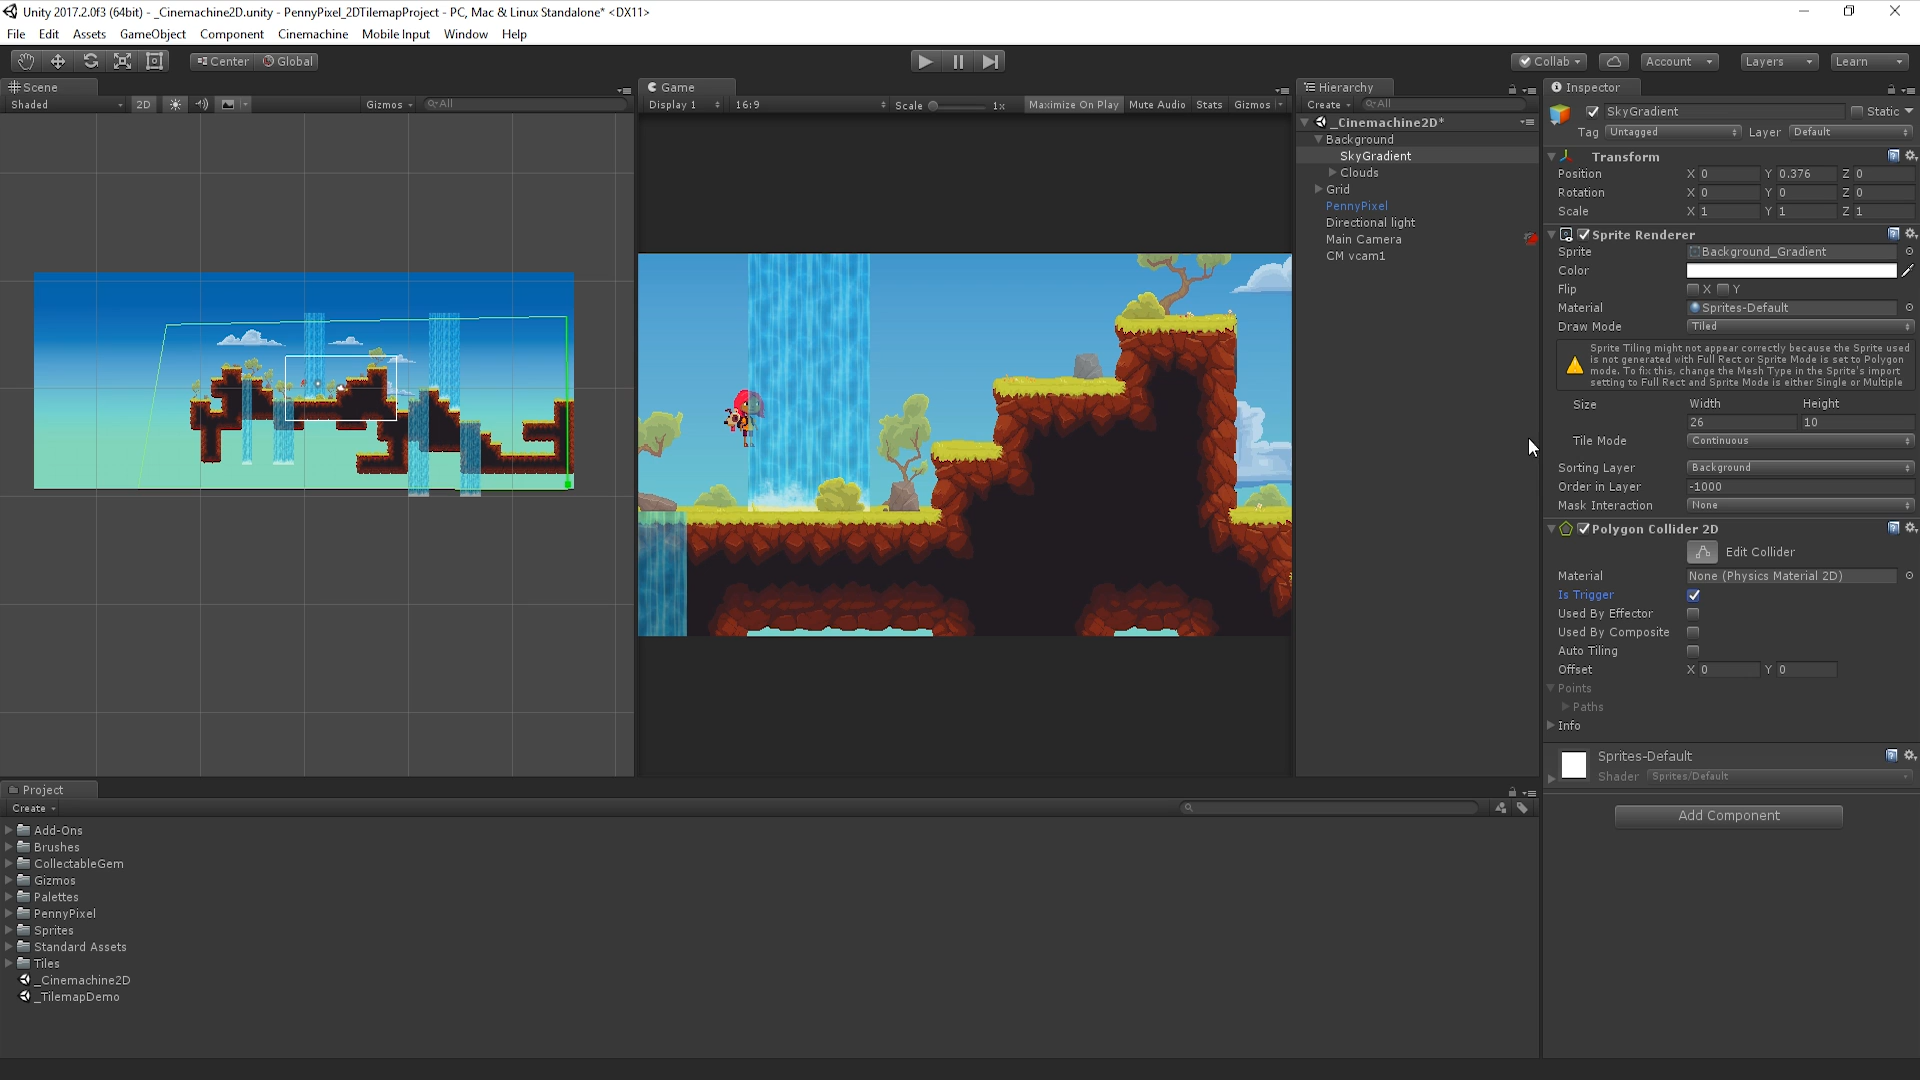 Unity 2017.2.0f3 (64bit) - _Cinemachine2D.unity - PennyPixel_2DTilemapProject - PC, Mac & Linux Standalone* <DX11>
File Edit Assets GameObject Component Cinemachine Mobile Input Window Help
Center Global
Collab Account Layers Learn
Scene
Shaded 2D Gizmos All
Game
Display 1 16:9 Scale 1x Maximize On Play Mute Audio Stats Gizmos
Hierarchy
Create All
_Cinemachine2D*
Background
SkyGradient
Clouds
Grid
PennyPixel
Directional light
Main Camera
CM vcam1
Inspector
SkyGradient Static
Tag Untagged Layer Default
Transform
Position X 0 Y 0.376 Z 0
Rotation X 0 Y 0 Z 0
Scale X 1 Y 1 Z 1
Sprite Renderer
Sprite Background_Gradient
Color
Flip X Y
Material Sprites-Default
Draw Mode Tiled
Sprite Tiling might not appear correctly because the Sprite used
is not generated with Full Rect or Sprite Mode is set to Polygon
mode. To fix this, change the Mesh Type in the Sprite's import
setting to Full Rect and Sprite Mode is either Single or Multiple
Size Width Height
26 10
Tile Mode Continuous
Sorting Layer Background
Order in Layer -1000
Mask Interaction None
Polygon Collider 2D
Edit Collider
Material None (Physics Material 2D)
Is Trigger
Used By Effector
Used By Composite
Auto Tiling
Offset X 0 Y 0
Points
Paths
Info
Sprites-Default
Shader Sprites/Default
Add Component
Project
Create
Add-Ons
Brushes
CollectableGem
Gizmos
Palettes
PennyPixel
Sprites
Standard Assets
Tiles
_Cinemachine2D
_TilemapDemo